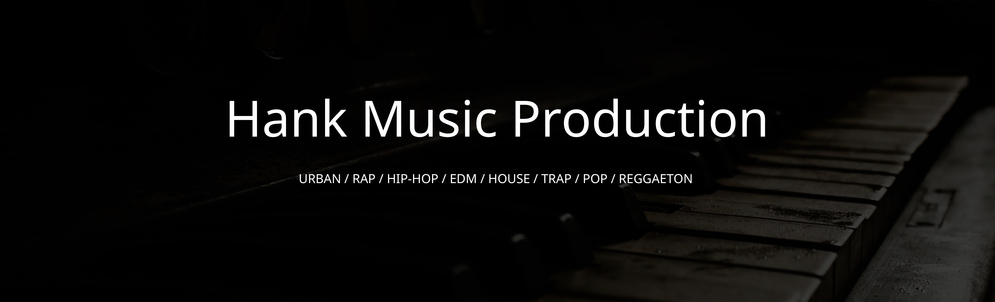 Hank Music Production
URBAN / RAP / HIP-HOP / EDM / HOUSE / TRAP / POP / REGGAETON